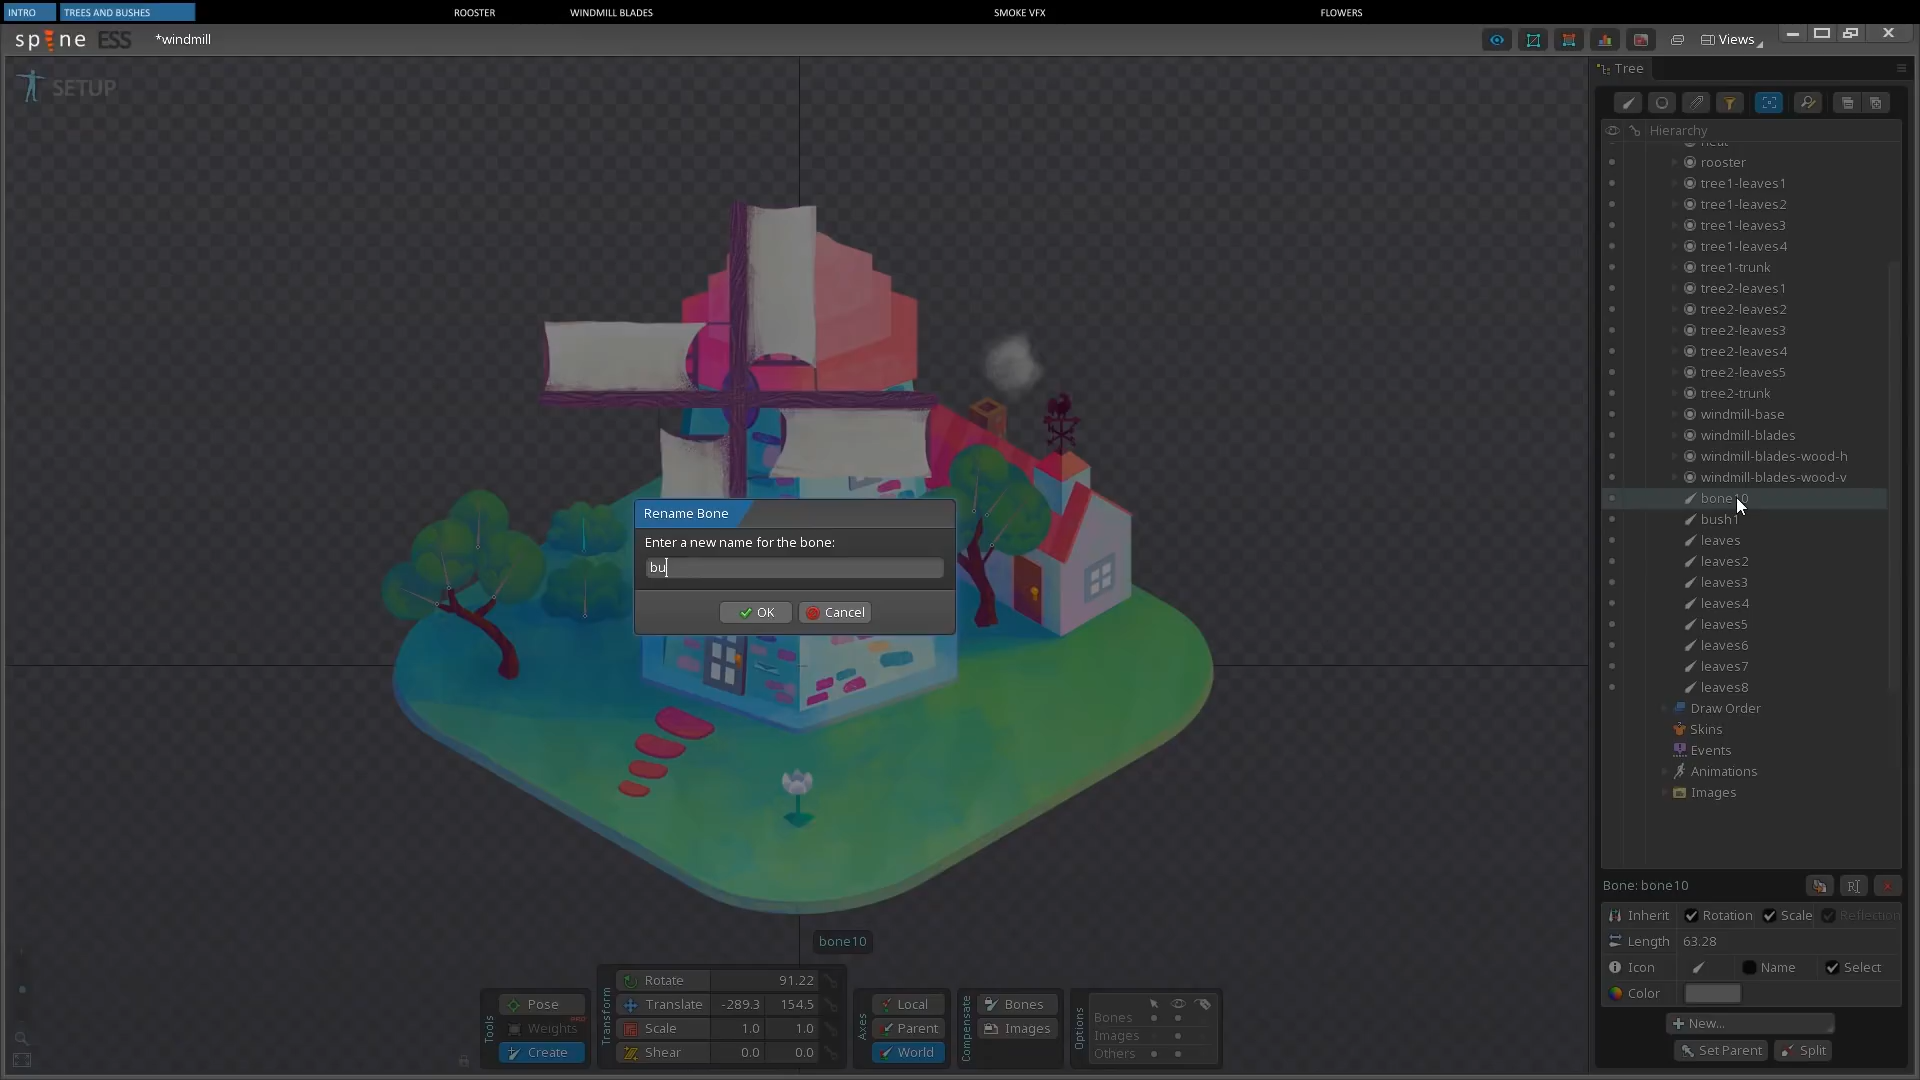 INTRO TREES AND BUSHES ROOSTER WINDMILL BLADES SMOKE VFX FLOWERS
spine ESS *windmill Views
SETUP
Tree
Hierarchy
rooster
tree1-leaves1
tree1-leaves2
tree1-leaves3
tree1-leaves4
tree1-trunk
tree2-leaves1
tree2-leaves2
tree2-leaves3
tree2-leaves4
tree2-leaves5
tree2-trunk
windmill-base
windmill-blades
windmill-blades-wood-h
windmill-blades-wood-v
bone10
bush1
leaves
leaves2
leaves3
leaves4
leaves5
leaves6
leaves7
leaves8
Draw Order
Skins
Events
Animations
Images
Rename Bone
Enter a new name for the bone:
bu
OK Cancel
Bone: bone10
Inherit Rotation Scale Reflection
Length 63.28
Icon Name Select
Color
New...
Set Parent Split
bone10
Tools
Pose
Weights
Create
Transform
Rotate 91.22
Translate -289.3 154.5
Scale 1.0 1.0
Shear 0.0 0.0
Axes
Local
Parent
World
Compensate
Bones
Images
Options
Bones
Images
Others